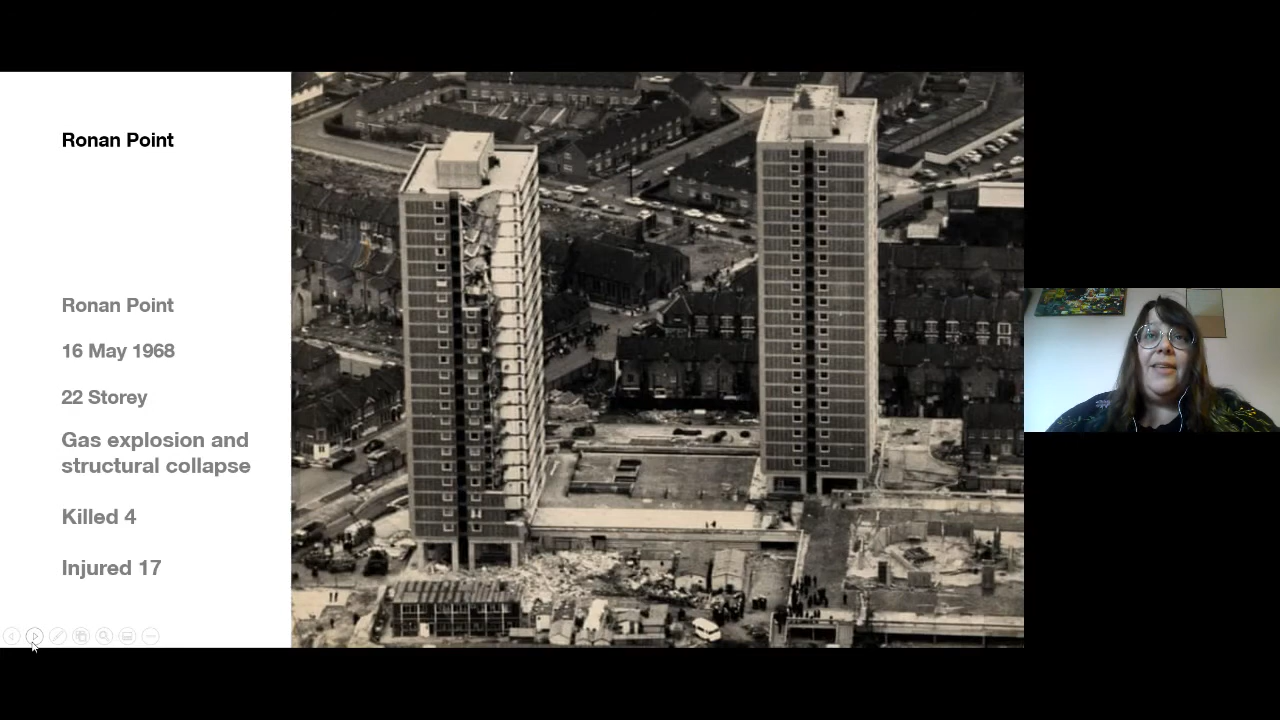 Ronan Point
Ronan Point
16 May 1968
22 Storey
Gas explosion and
structural collapse
Killed 4
Injured 17